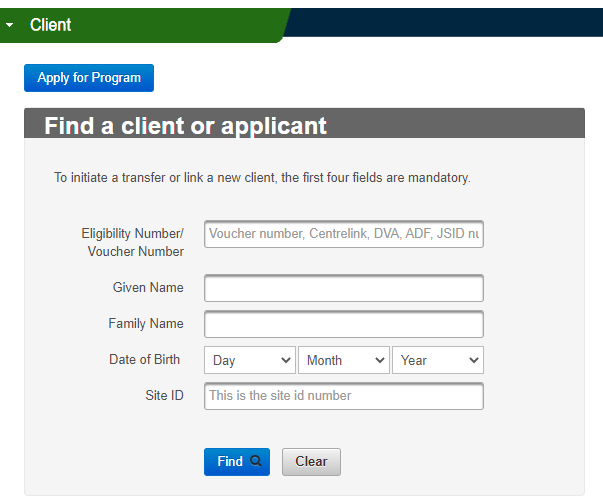 Client
Apply for Program
Find a client or applicant
To initiate a transfer or link a new client, the first four fields are mandatory.
Eligibility Number/
Voucher Number
Voucher number, Centrelink, DVA, ADF, JSID nu
Given Name
Family Name
Date of Birth Day Month Year
Site ID This is the site id number
Find Clear